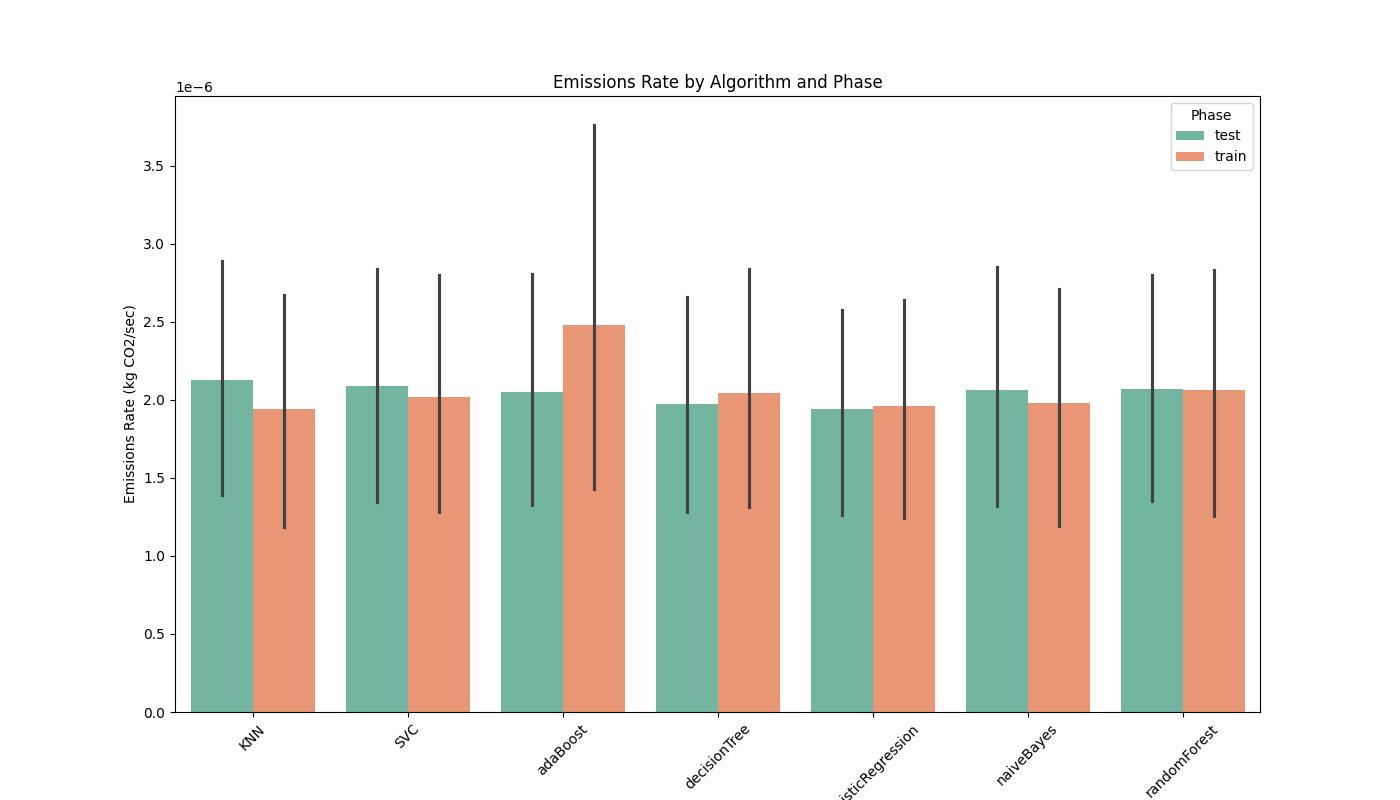 Emissions Rate by Algorithm and Phase
1e−6
Phase
test
train
3.5
3.0
2.5
2.0
1.5
1.0
0.5
0.0
Emissions Rate (kg CO2/sec)
KNN
SVC
adaBoost
decisionTree
isticRegression
naiveBayes
randomForest